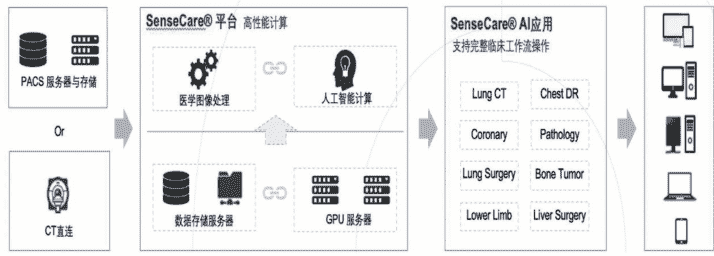 PACS 服务器与存储
Or
CT直连
SenseCare® 平台 高性能计算
医学图像处理
人工智能计算
数据存储服务器
GPU 服务器
SenseCare® AI应用
支持完整临床工作流操作
Lung CT
Chest DR
Coronary
Pathology
Lung Surgery
Bone Tumor
Lower Limb
Liver Surgery